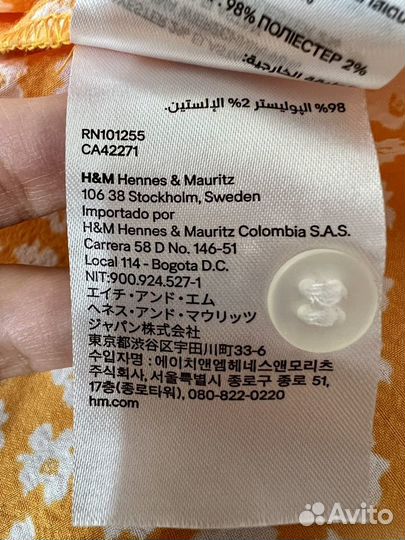 98% ПОЛІЕСТЕР 2%
98% البوليستر 2% الإلستين.
RN101255
CA42271
H&M Hennes & Mauritz
106 38 Stockholm, Sweden
Importado por
H&M Hennes & Mauritz Colombia S.A.S.
Carrera 58 D No. 146-51
Local 114 - Bogota D.C.
NIT:900.924.527-1
エイチ・アンド・エム
ヘネス・アンド・マウリッツ
ジャパン株式会社
東京都渋谷区宇田川町33-6
수입자명 : 에이치앤엠헤네스앤모리츠
주식회사, 서울특별시 종로구 종로 51,
17층(종로타워), 080-822-0220
hm.com
Avito